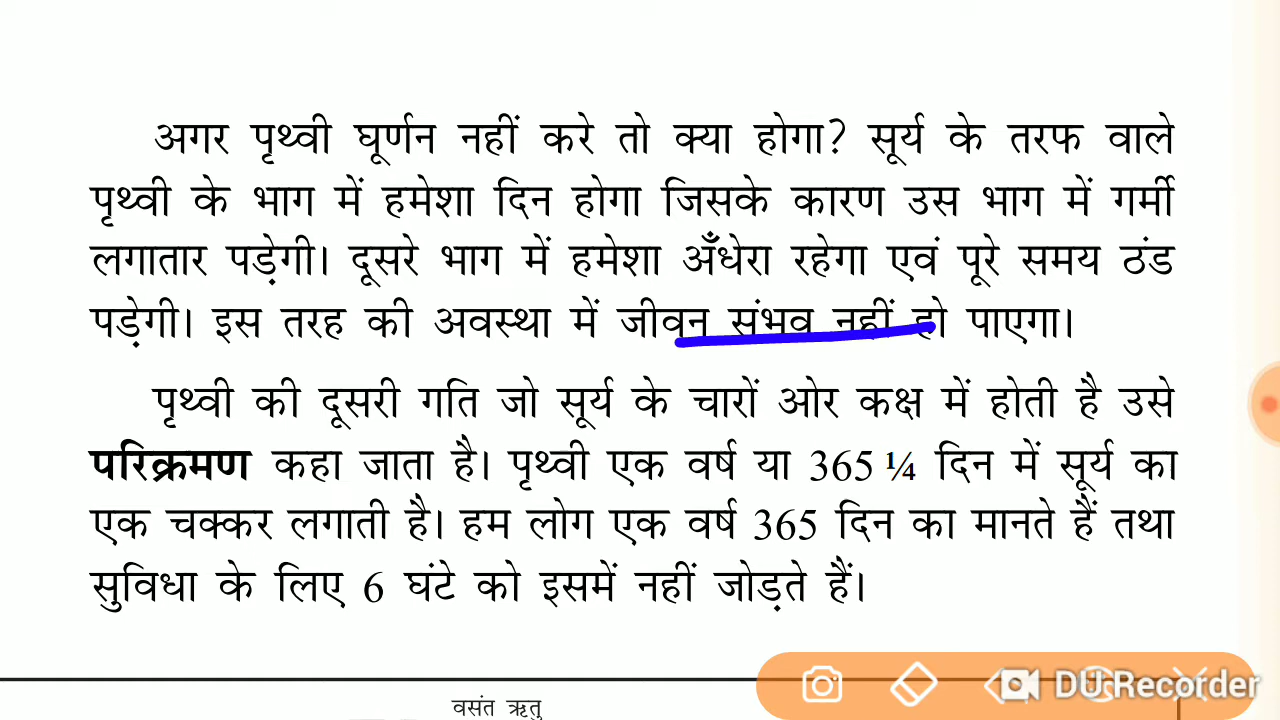 अगर पृथ्वी घूर्णन नहीं करे तो क्या होगा? सूर्य के तरफ वाले
पृथ्वी के भाग में हमेशा दिन होगा जिसके कारण उस भाग में गर्मी
लगातार पड़ेगी। दूसरे भाग में हमेशा अँधेरा रहेगा एवं पूरे समय ठंड
पड़ेगी। इस तरह की अवस्था में जीवन संभव नहीं हो पाएगा।
पृथ्वी की दूसरी गति जो सूर्य के चारों ओर कक्ष में होती है उसे
परिक्रमण कहा जाता है। पृथ्वी एक वर्ष या 365 ¼ दिन में सूर्य का
एक चक्कर लगाती है। हम लोग एक वर्ष 365 दिन का मानते हैं तथा
सुविधा के लिए 6 घंटे को इसमें नहीं जोड़ते हैं।
वसंत ऋतु
DU Recorder